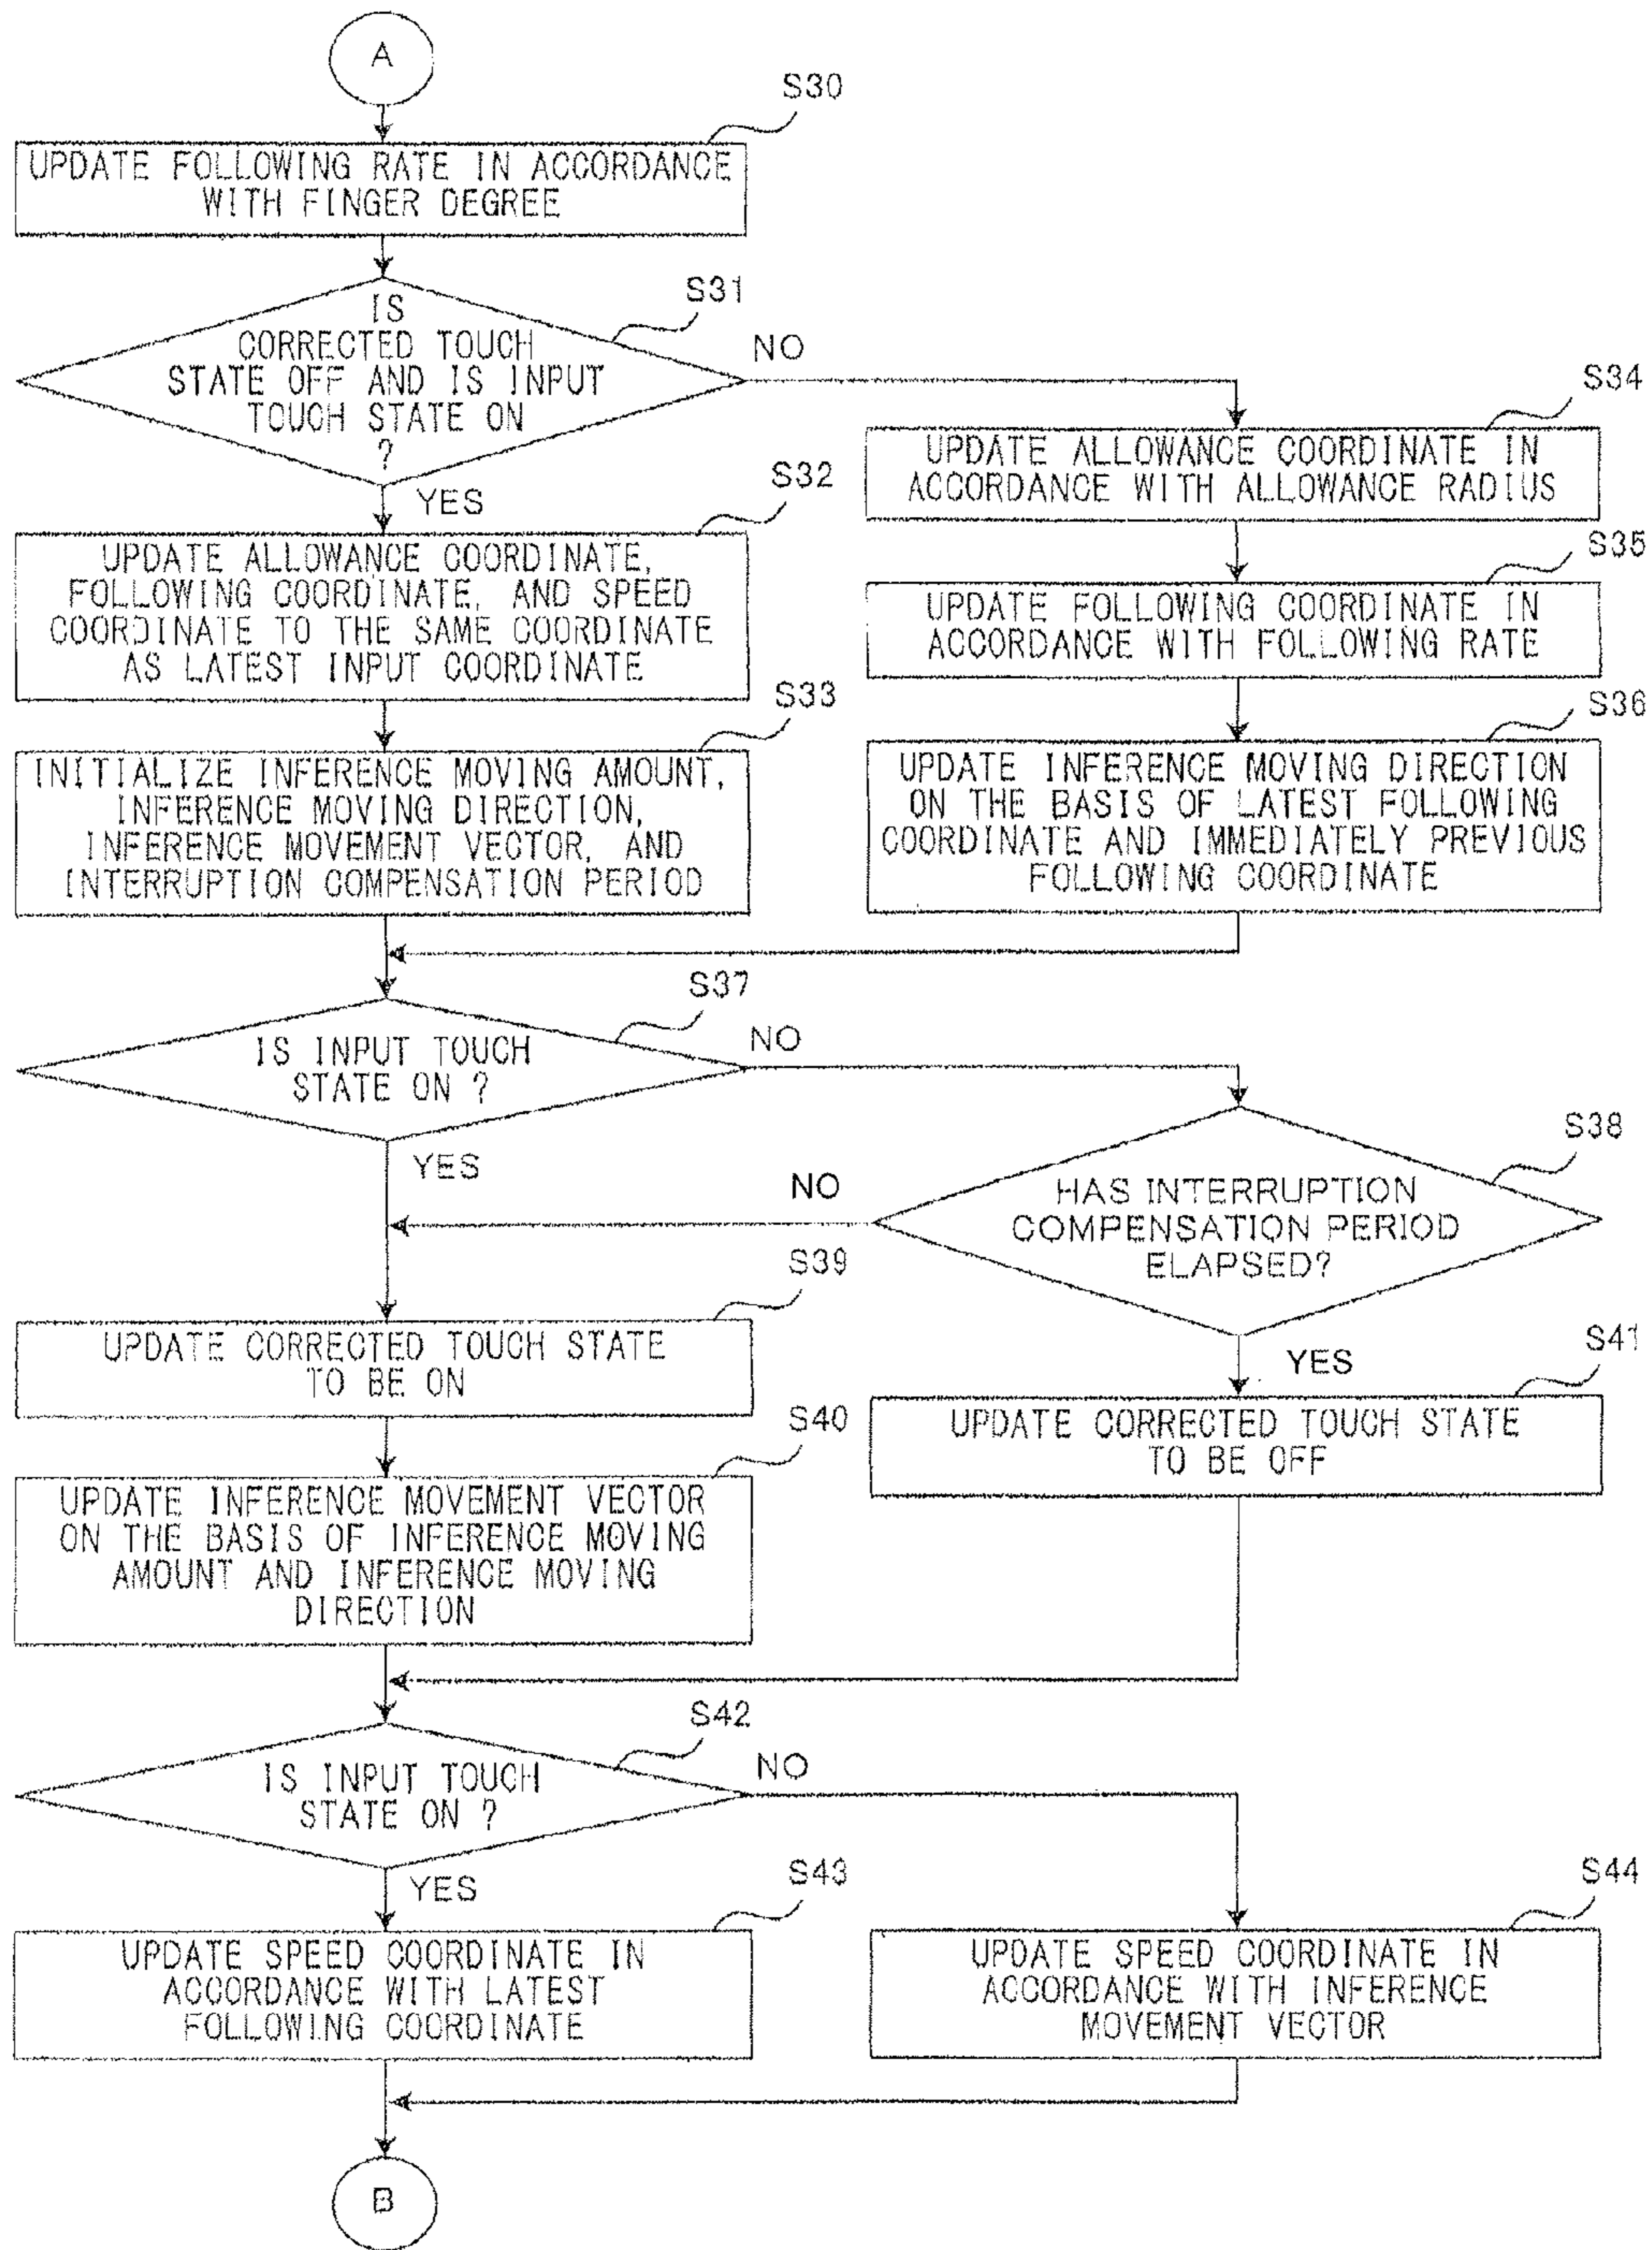 A
S30
UPDATE FOLLOWING RATE IN ACCORDANCE
WITH FINGER DEGREE
S31
IS
CORRECTED TOUCH
STATE OFF AND IS INPUT
TOUCH STATE ON
?
NO
YES
S32
UPDATE ALLOWANCE COORDINATE,
FOLLOWING COORDINATE, AND SPEED
COORDINATE TO THE SAME COORDINATE
AS LATEST INPUT COORDINATE
S33
INITIALIZE INFERENCE MOVING AMOUNT,
INFERENCE MOVING DIRECTION,
INFERENCE MOVEMENT VECTOR, AND
INTERRUPTION COMPENSATION PERIOD
S34
UPDATE ALLOWANCE COORDINATE IN
ACCORDANCE WITH ALLOWANCE RADIUS
S35
UPDATE FOLLOWING COORDINATE IN
ACCORDANCE WITH FOLLOWING RATE
S36
UPDATE INFERENCE MOVING DIRECTION
ON THE BASIS OF LATEST FOLLOWING
COORDINATE AND IMMEDIATELY PREVIOUS
FOLLOWING COORDINATE
S37
IS INPUT TOUCH
STATE ON ?
NO
YES
S38
HAS INTERRUPTION
COMPENSATION PERIOD
ELAPSED?
NO
YES
S39
UPDATE CORRECTED TOUCH STATE
TO BE ON
S40
UPDATE INFERENCE MOVEMENT VECTOR
ON THE BASIS OF INFERENCE MOVING
AMOUNT AND INFERENCE MOVING
DIRECTION
S41
UPDATE CORRECTED TOUCH STATE
TO BE OFF
S42
IS INPUT TOUCH
STATE ON ?
NO
YES
S43
UPDATE SPEED COORDINATE IN
ACCORDANCE WITH LATEST
FOLLOWING COORDINATE
S44
UPDATE SPEED COORDINATE IN
ACCORDANCE WITH INFERENCE
MOVEMENT VECTOR
B